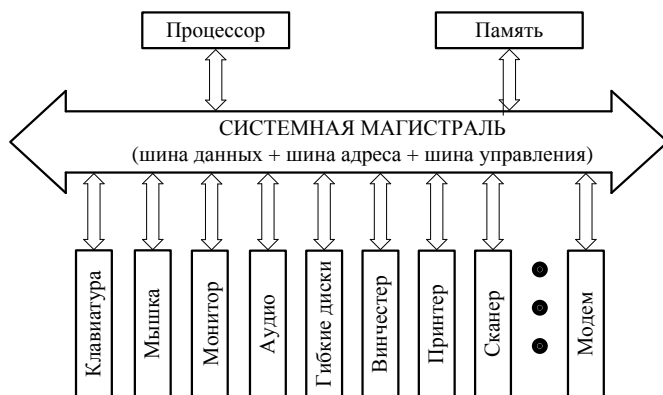 Процессор
Память
СИСТЕМНАЯ МАГИСТРАЛЬ
(шина данных + шина адреса + шина управления)
Клавиатура
Мышка
Монитор
Аудио
Гибкие диски
Винчестер
Принтер
Сканер
Модем